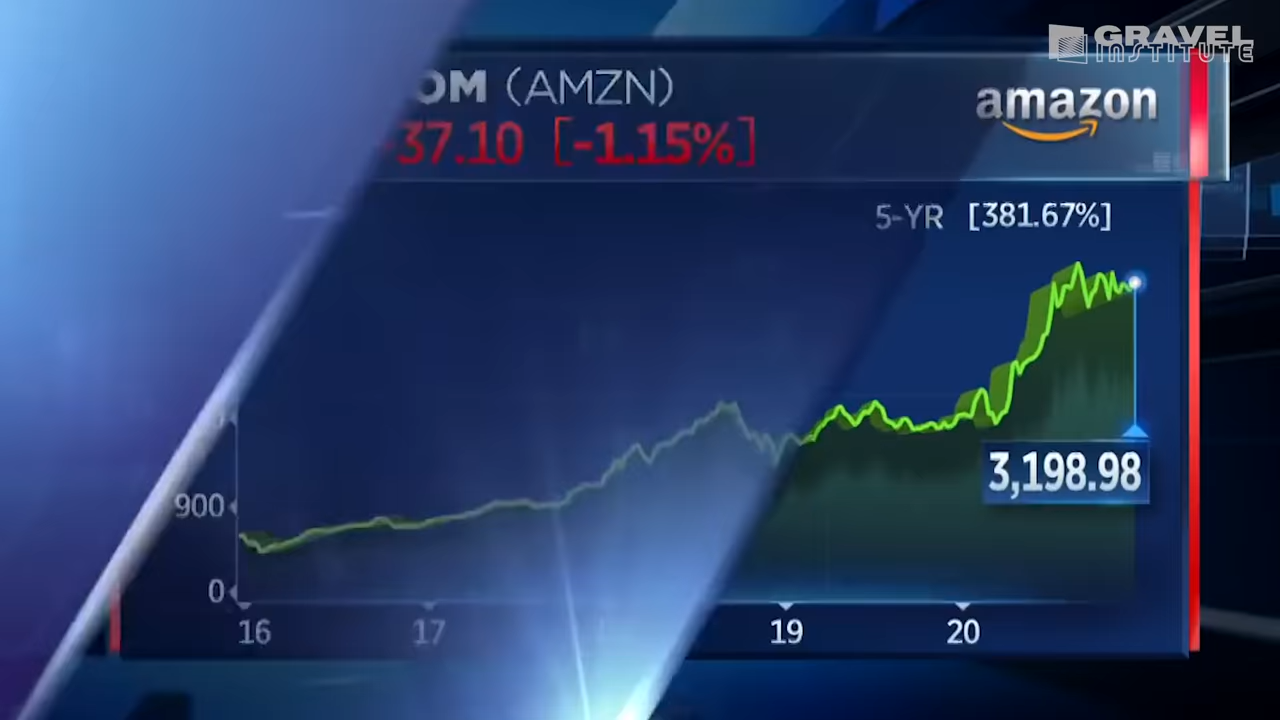 GRAVEL
INSTITUTE
OM (AMZN)
-37.10 [-1.15%]
amazon
5-YR [381.67%]
3,198.98
900
0
16 17 19 20